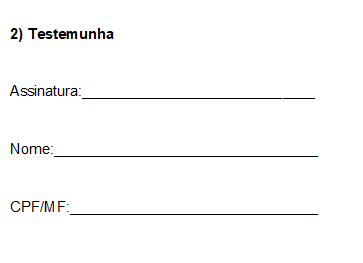 2) Testemunha
Assinatura:____________________________
Nome:________________________________
CPF/MF:______________________________